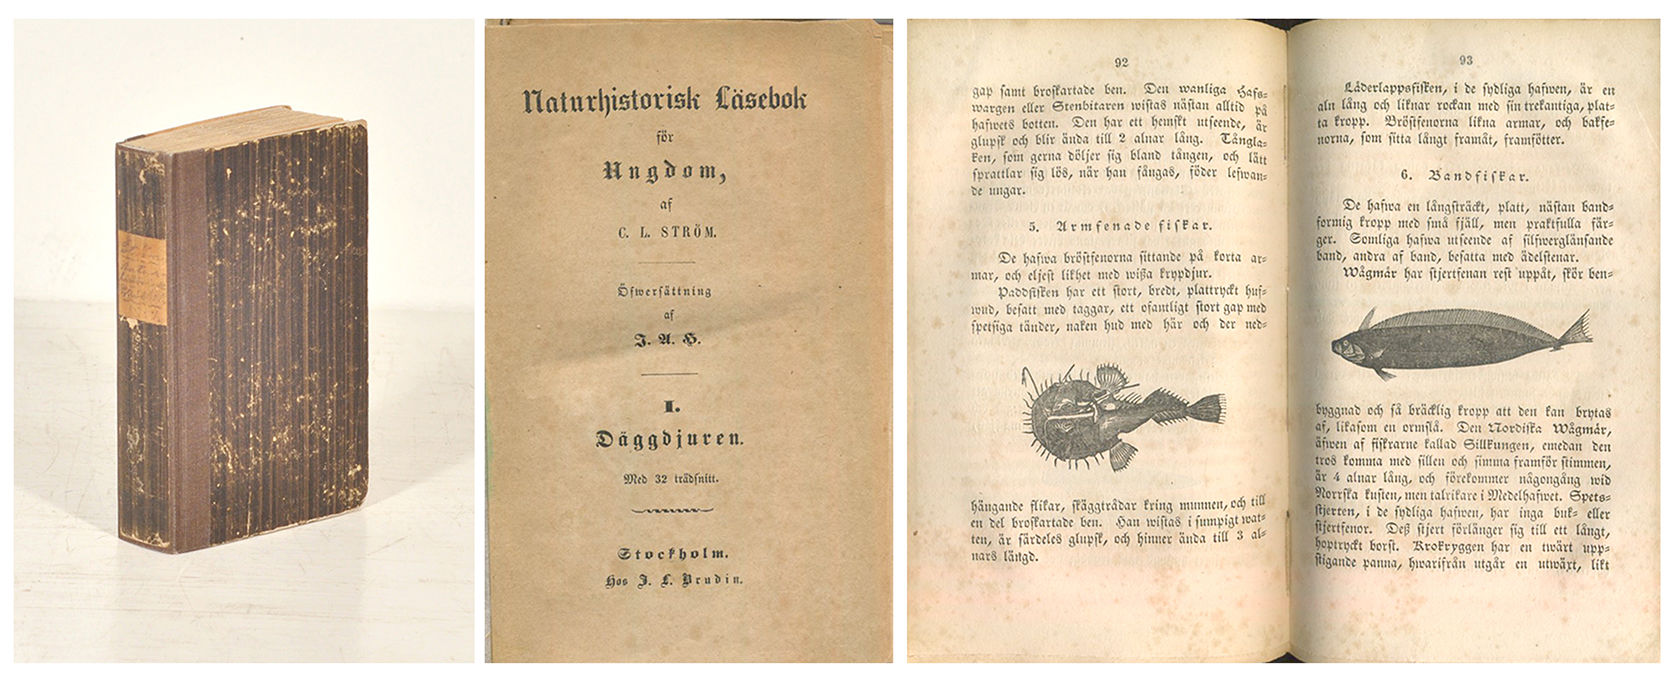 Naturhistorisk Läsebok
för
Ungdom,
af
C. L. STRÖM.
Öfwersättning
af
J. A. H.
I.
Däggdjuren.
Med 32 trädsnitt.
Stockholm.
Hos J. L. Brudin.
92
gap samt broskartade ben. Den wanliga Hafs-
wargen eller Stenbitaren wistas nästan alltid på
hafwets botten. Den har ett hemskt utseende, är
glupsk och blir ända till 2 alnar lång. Tångla-
ken, som gerna döljer sig bland tången, och lätt
sprattlar sig lös, när han fångas, föder lefwan-
de ungar.
5. Armfenade fiskar.
De hafwa bröstfenorna sittande på korta ar-
mar, och eljest likhet med wissa krypdjur.
Paddfisken har ett stort, bredt, plattryckt huf-
wud, besatt med taggar, ett ofantligt stort gap med
spetsiga tänder, naken hud med här och der ned-
hängande flikar, skäggtrådar kring munnen, och till
en del broskartade ben. Han wistas i sumpigt wat-
ten, är särdeles glupsk, och hinner ända till 3 al-
nars längd.
93
Läderlappsfisken, i de sydliga hafwen, är en
aln lång och liknar rockan med sin trekantiga, plat-
ta kropp. Bröstfenorna likna armar, och bakfe-
norna, som sitta långt framåt, framfötter.
6. Bandfiskar.
De hafwa en långsträckt, platt, nästan band-
formig kropp med små fjäll, men praktfulla fär-
ger. Somliga hafwa utseende af silfwerglänsande
band, andra af band, besatta med ädelstenar.
Wågmär har stjertfenan rest uppåt, skör ben-
byggnad och så bräcklig kropp att den kan brytas
af, likasom en ormslå. Den Nordiska Wågmär,
äfwen af fiskarne kallad Sillkungen, emedan den
tros komma med sillen och simma framför stimmen,
är 4 alnar lång, och förekommer någongång wid
Norrska kusten, men talrikare i Medelhafwet. Spets-
stjerten, i de sydliga hafwen, har inga buk- eller
stjertfenor. Dess stjert förlänger sig till ett långt,
hoptryckt borst. Krokryggen har en twärt upp-
stigande panna, hwarifrån utgår en utwäxt, likt